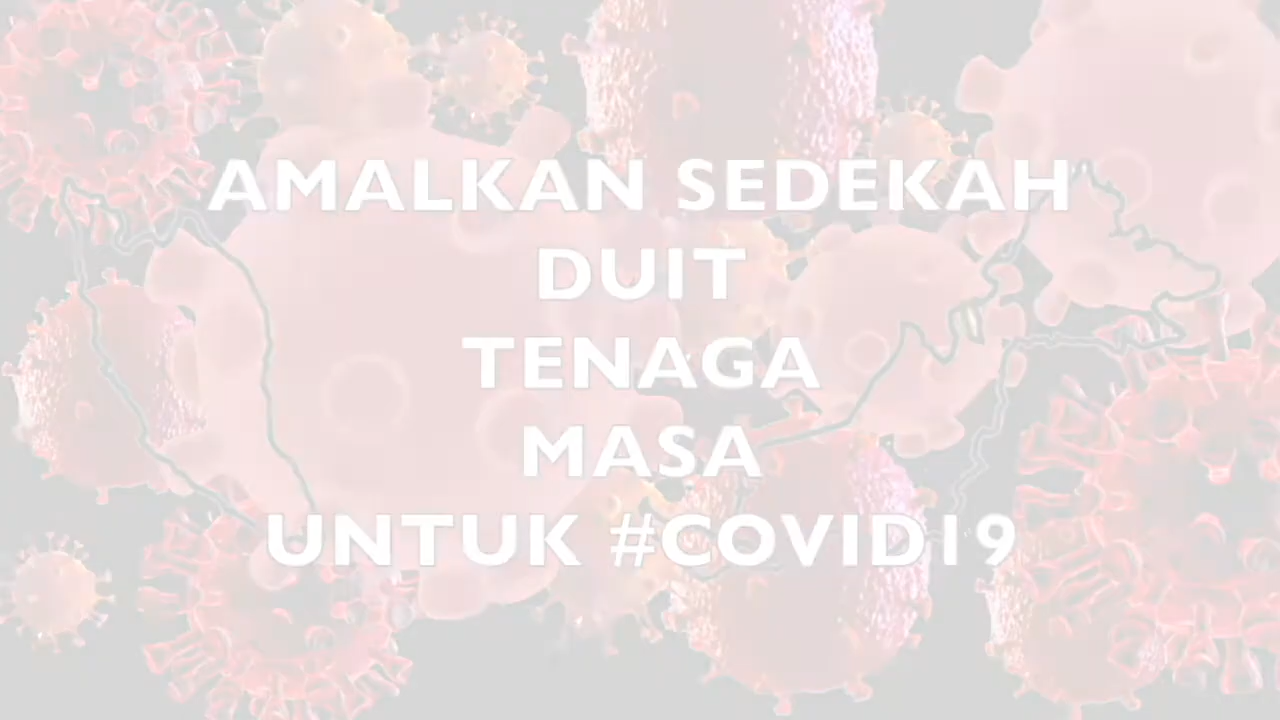 AMALKAN SEDEKAH
DUIT
TENAGA
MASA
UNTUK #COVID19